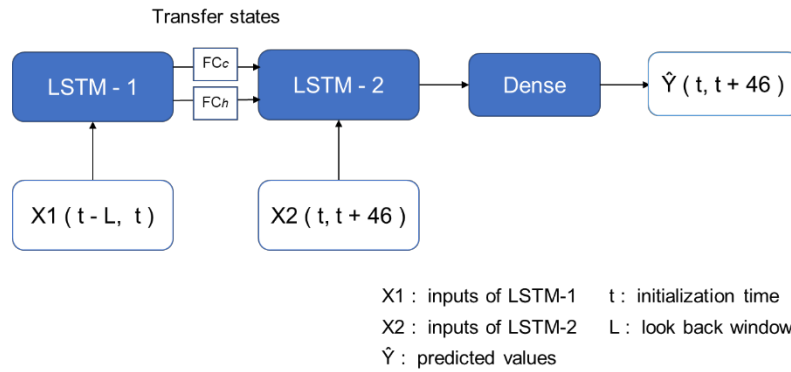 Transfer states
FCc
LSTM - 1
LSTM - 2
Dense
Ŷ ( t, t + 46 )
FCh
X1 ( t - L, t )
X2 ( t, t + 46 )
X1 : inputs of LSTM-1 t : initialization time
X2 : inputs of LSTM-2 L : look back window
Ŷ : predicted values